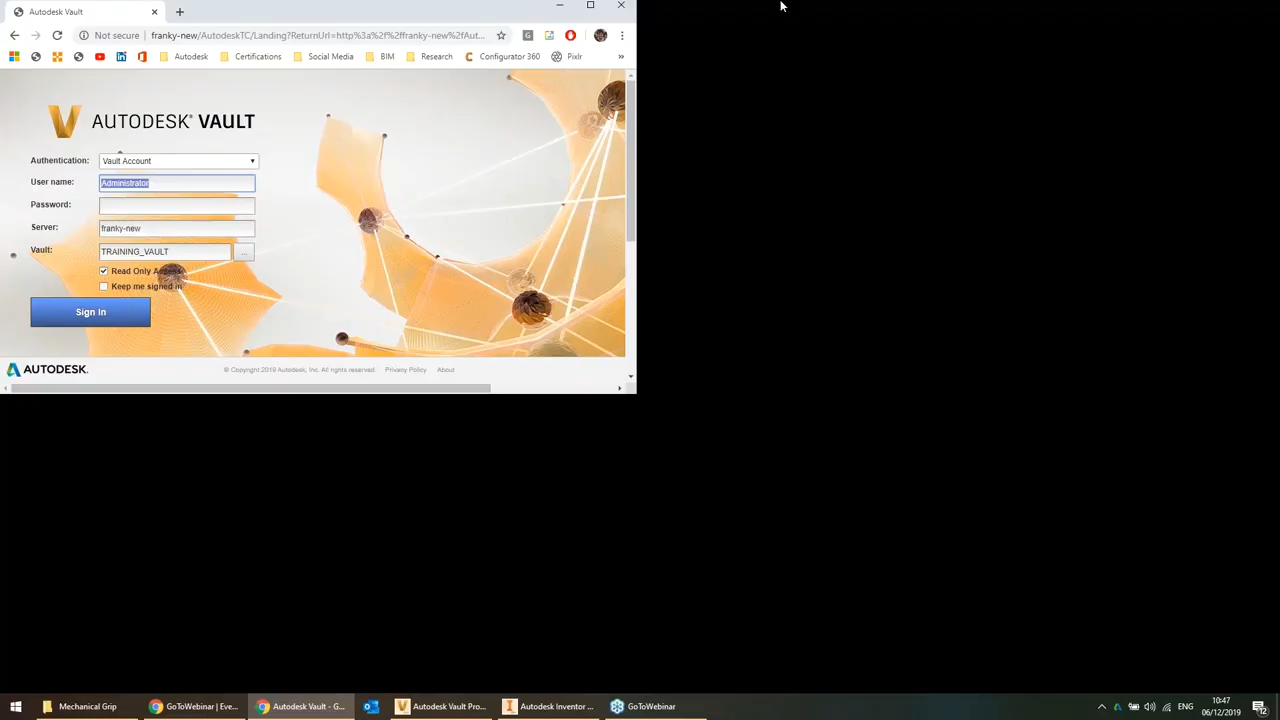 Autodesk Vault
Not secure franky-new/AutodeskTC/Landing?ReturnUrl=http%3a%2f%2ffranky-new%2fAut...
Autodesk Certifications Social Media BIM Research Configurator 360 Pixlr »
AUTODESK® VAULT
Authentication: Vault Account
User name: Administrator
Password:
Server: franky-new
Vault: TRAINING_VAULT ...
Read Only Access
Keep me signed in
Sign In
AUTODESK. © Copyright 2019 Autodesk, Inc. All rights reserved. Privacy Policy About
Mechanical Grip GoToWebinar | Eve... Autodesk Vault - G... Autodesk Vault Pro... Autodesk Inventor ... GoToWebinar ENG 10:47
06/12/2019